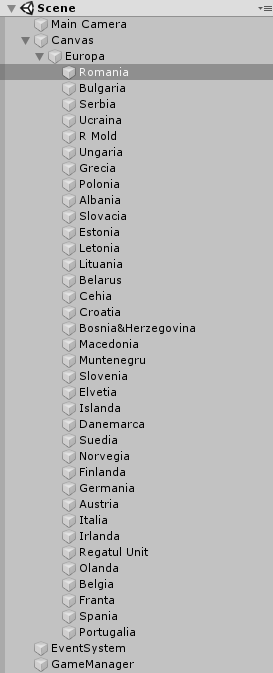 Scene
Main Camera
Canvas
Europa
Romania
Bulgaria
Serbia
Ucraina
R Mold
Ungaria
Grecia
Polonia
Albania
Slovacia
Estonia
Letonia
Lituania
Belarus
Cehia
Croatia
Bosnia&Herzegovina
Macedonia
Muntenegru
Slovenia
Elvetia
Islanda
Danemarca
Suedia
Norvegia
Finlanda
Germania
Austria
Italia
Irlanda
Regatul Unit
Olanda
Belgia
Franta
Spania
Portugalia
EventSystem
GameManager